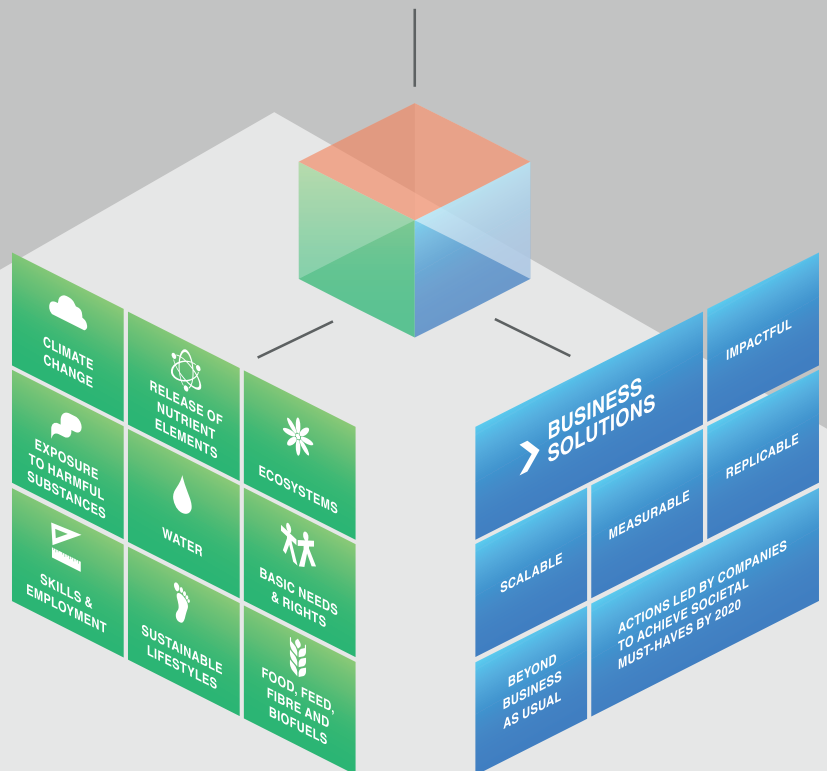 CLIMATE
CHANGE
RELEASE OF
NUTRIENT
ELEMENTS
ECOSYSTEMS
EXPOSURE
TO HARMFUL
SUBSTANCES
WATER
BASIC NEEDS
& RIGHTS
SKILLS &
EMPLOYMENT
SUSTAINABLE
LIFESTYLES
FOOD, FEED,
FIBRE AND
BIOFUELS
BUSINESS
SOLUTIONS
IMPACTFUL
SCALABLE
MEASURABLE
REPLICABLE
BEYOND
BUSINESS
AS USUAL
ACTIONS LED BY COMPANIES
TO ACHIEVE SOCIETAL
MUST-HAVES BY 2020